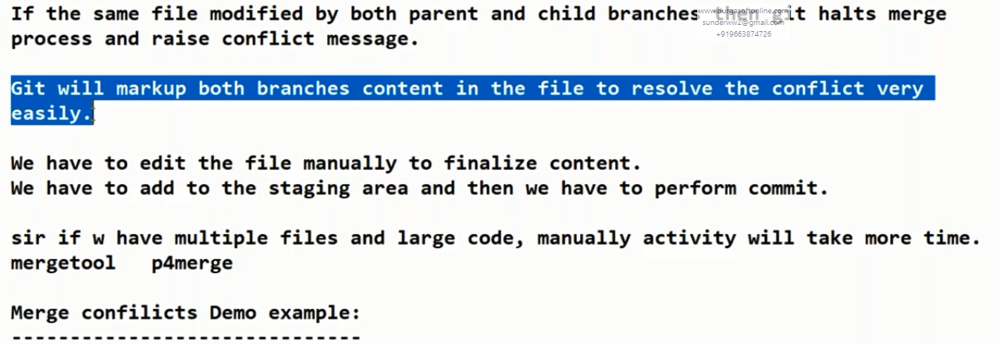 If the same file modified by both parent and child branches then git halts merge
www.durgasoftonline.com
sunderww2@gmail.com
+919663874726
process and raise conflict message.
Git will markup both branches content in the file to resolve the conflict very
easily.
We have to edit the file manually to finalize content.
We have to add to the staging area and then we have to perform commit.
sir if w have multiple files and large code, manually activity will take more time.
mergetool p4merge
Merge confilicts Demo example:
------------------------------